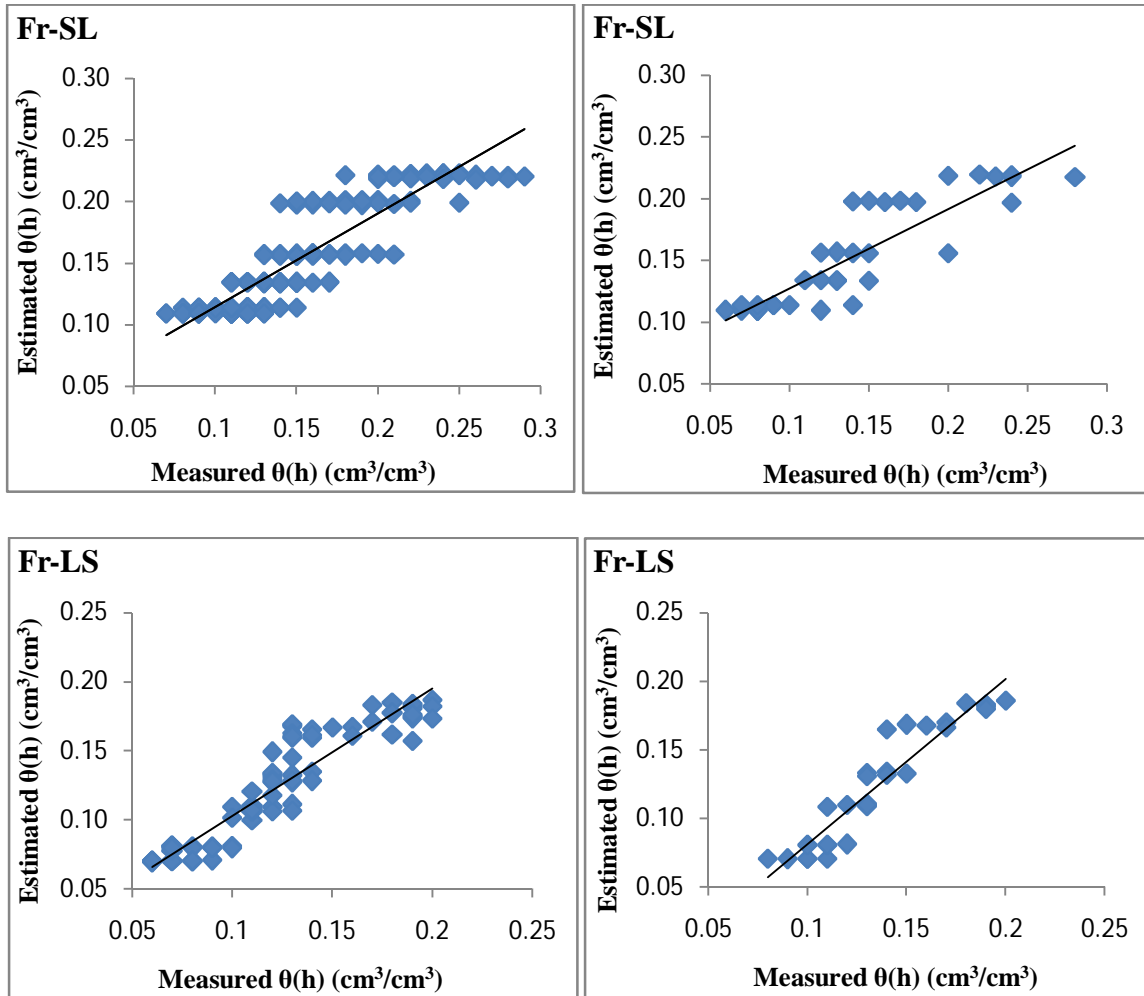 Fr-SL
Estimated θ(h) (cm³/cm³)
0.30
0.25
0.20
0.15
0.10
0.05
0.05 0.1 0.15 0.2 0.25 0.3
Measured θ(h) (cm³/cm³)
Fr-SL
Estimated θ(h) (cm³/cm³)
0.30
0.25
0.20
0.15
0.10
0.05
0.05 0.1 0.15 0.2 0.25 0.3
Measured θ(h) (cm³/cm³)
Fr-LS
Estimated θ(h) (cm³/cm³)
0.25
0.20
0.15
0.10
0.05
0.05 0.1 0.15 0.2 0.25
Measured θ(h) (cm³/cm³)
Fr-LS
Estimated θ(h) (cm³/cm³)
0.25
0.20
0.15
0.10
0.05
0.05 0.1 0.15 0.2 0.25
Measured θ(h) (cm³/cm³)